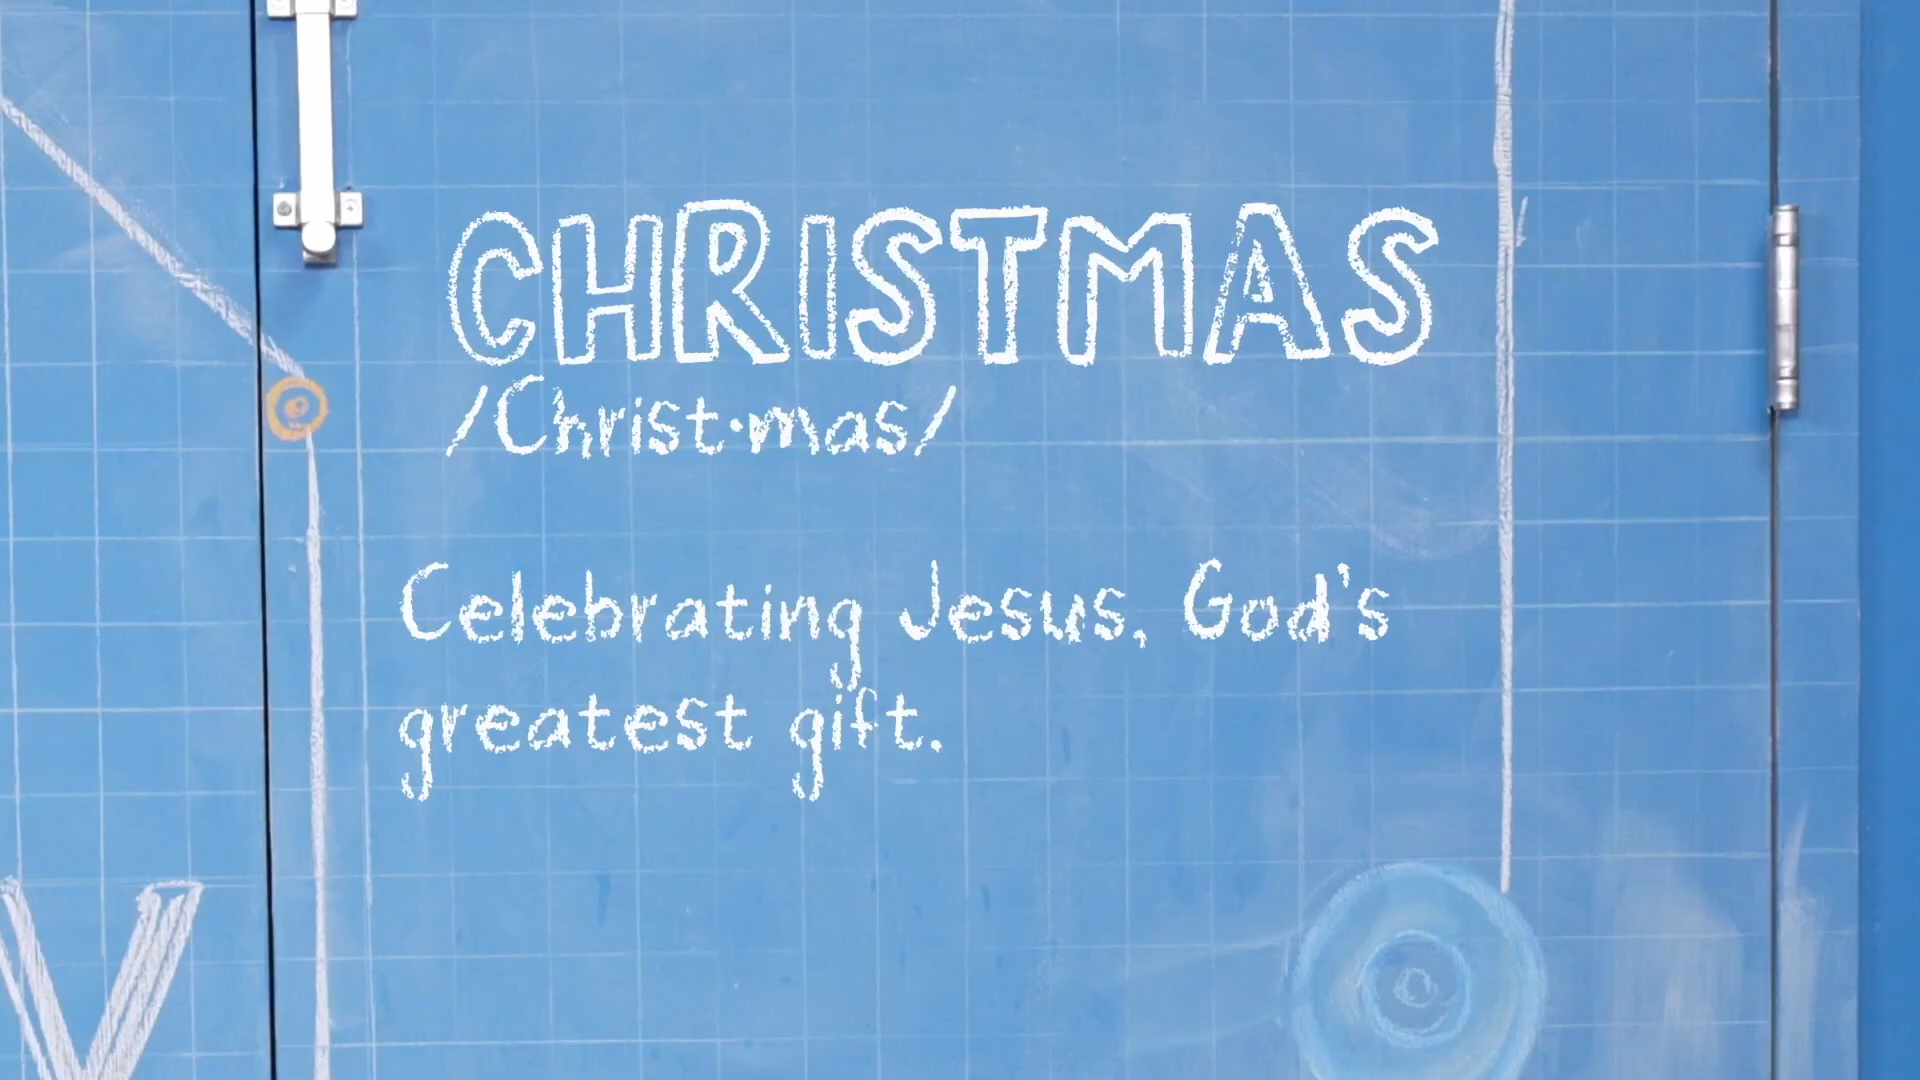 CHRISTMAS
/Christ·mas/
Celebrating Jesus, God's
greatest gift.